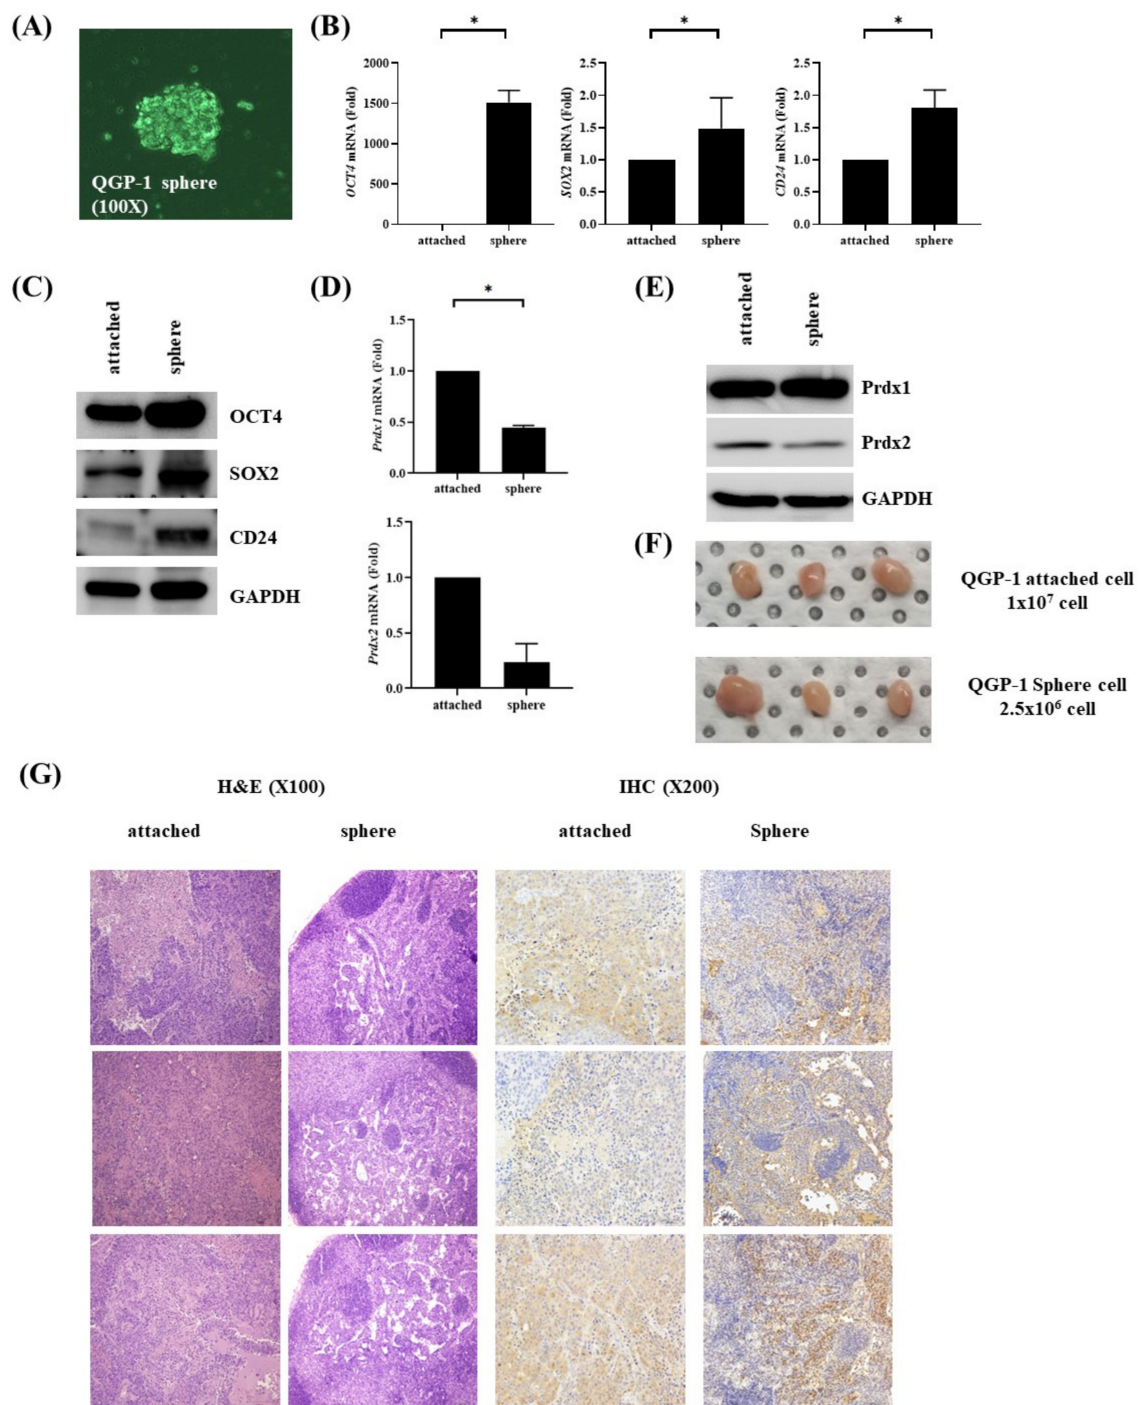 (A)
QGP-1 sphere
(100X)
(B)
*
OCT4 mRNA (Fold)
2000
1500
1000
500
0
attached sphere
*
SOX2 mRNA (Fold)
2.5
2.0
1.5
1.0
0.5
0.0
attached sphere
*
CD24 mRNA (Fold)
2.5
2.0
1.5
1.0
0.5
0.0
attached sphere
(C)
attached
sphere
OCT4
SOX2
CD24
GAPDH
(D)
*
Prdx1 mRNA (Fold)
1.5
1.0
0.5
0.0
attached sphere
Prdx2 mRNA (Fold)
1.5
1.0
0.5
0.0
attached sphere
(E)
attached
sphere
Prdx1
Prdx2
GAPDH
(F)
QGP-1 attached cell
1x10⁷ cell
QGP-1 Sphere cell
2.5x10⁶ cell
(G)
H&E (X100) IHC (X200)
attached sphere attached Sphere